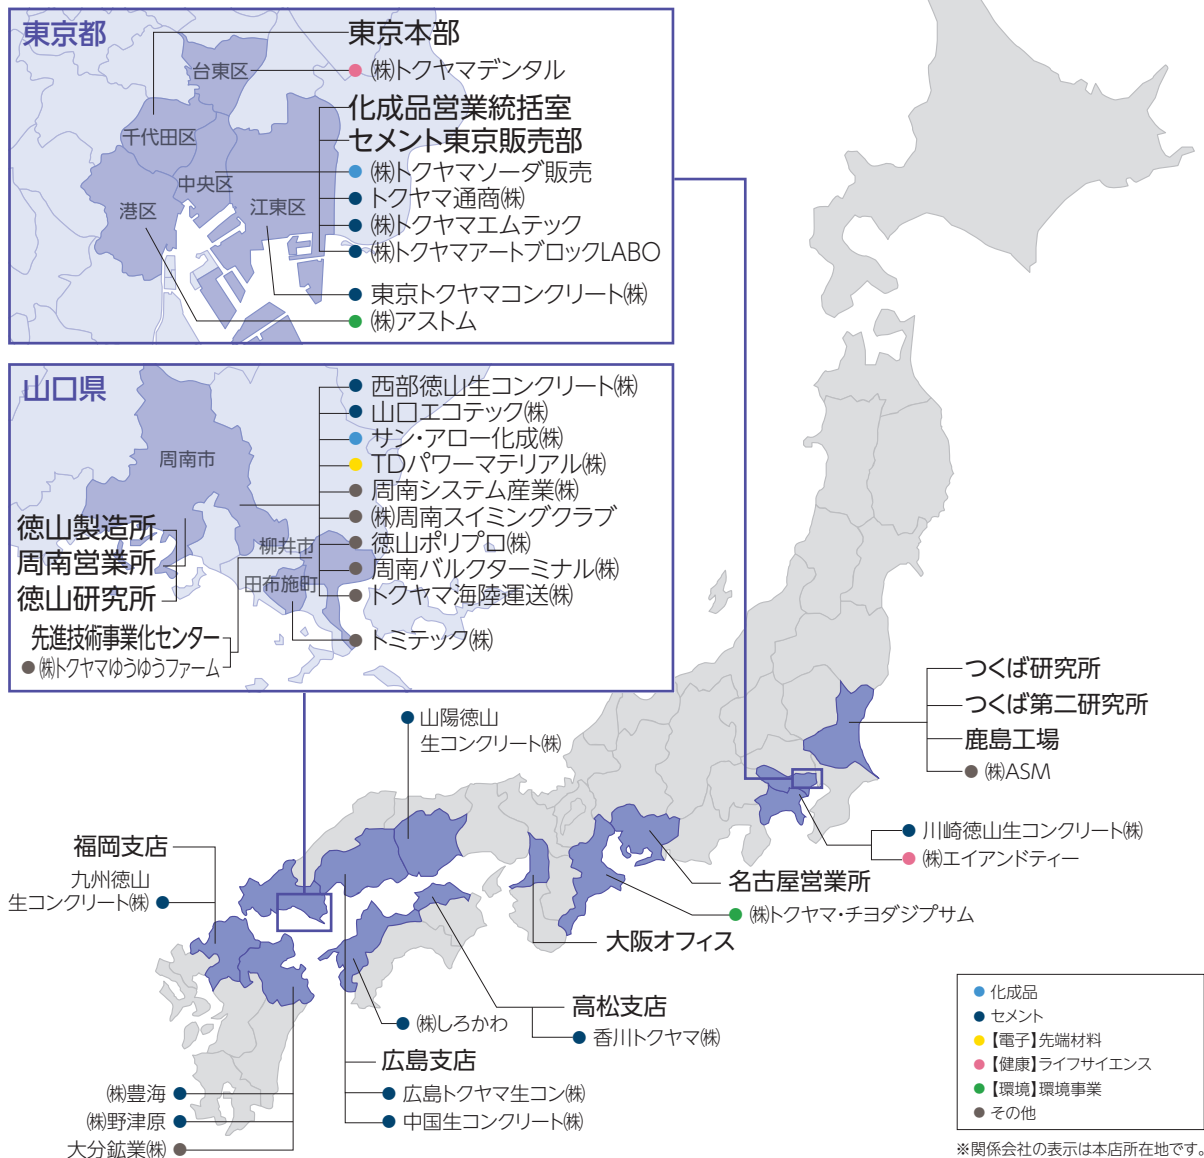 東京都
東京本部
台東区
㈱トクヤマデンタル
化成品営業統括室
セメント東京販売部
千代田区
㈱トクヤマソーダ販売
中央区
トクヤマ通商㈱
港区
江東区
㈱トクヤマエムテック
㈱トクヤマアートブロックLABO
東京トクヤマコンクリート㈱
㈱アストム
山口県
西部徳山生コンクリート㈱
山口エコテック㈱
サン・アロー化成㈱
周南市
TDパワーマテリアル㈱
周南システム産業㈱
㈱周南スイミングクラブ
徳山製造所
柳井市
徳山ポリプロ㈱
周南営業所
田布施町
周南バルクターミナル㈱
徳山研究所
トクヤマ海陸運送㈱
先進技術事業化センター
トミテック㈱
㈱トクヤマゆうゆうファーム
つくば研究所
つくば第二研究所
鹿島工場
㈱ASM
山陽徳山
生コンクリート㈱
川崎徳山生コンクリート㈱
㈱エイアンドティー
福岡支店
九州徳山
生コンクリート㈱
名古屋営業所
㈱トクヤマ・チヨダジプサム
大阪オフィス
高松支店
香川トクヤマ㈱
㈱しろかわ
広島支店
広島トクヤマ生コン㈱
中国生コンクリート㈱
㈱豊海
㈱野津原
大分鉱業㈱
化成品
セメント
【電子】先端材料
【健康】ライフサイエンス
【環境】環境事業
その他
※関係会社の表示は本店所在地です。